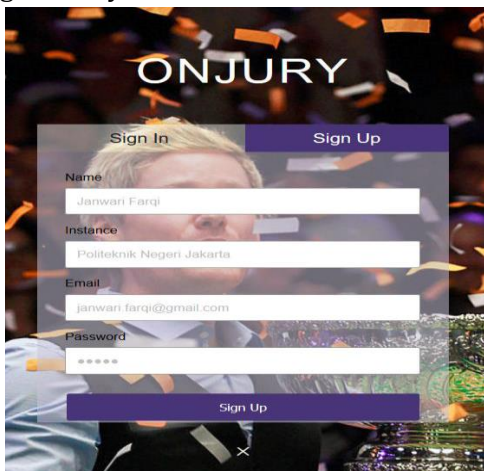 ONJURY
Sign In
Sign Up
Name
Janwari Farqi
Instance
Politeknik Negeri Jakarta
Email
janwari.farqi@gmail.com
Password
*****
Sign Up
×